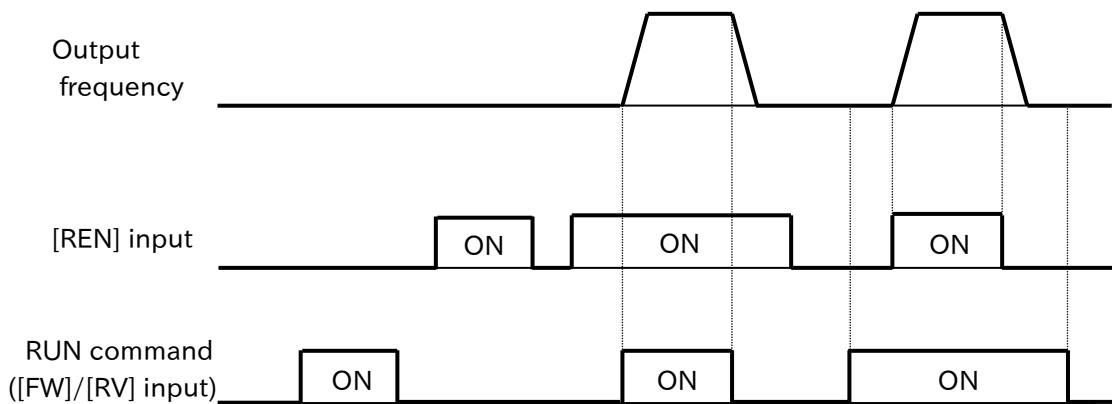 Output
frequency
[REN] input
ON
ON
ON
RUN command
([FW]/[RV] input)
ON
ON
ON